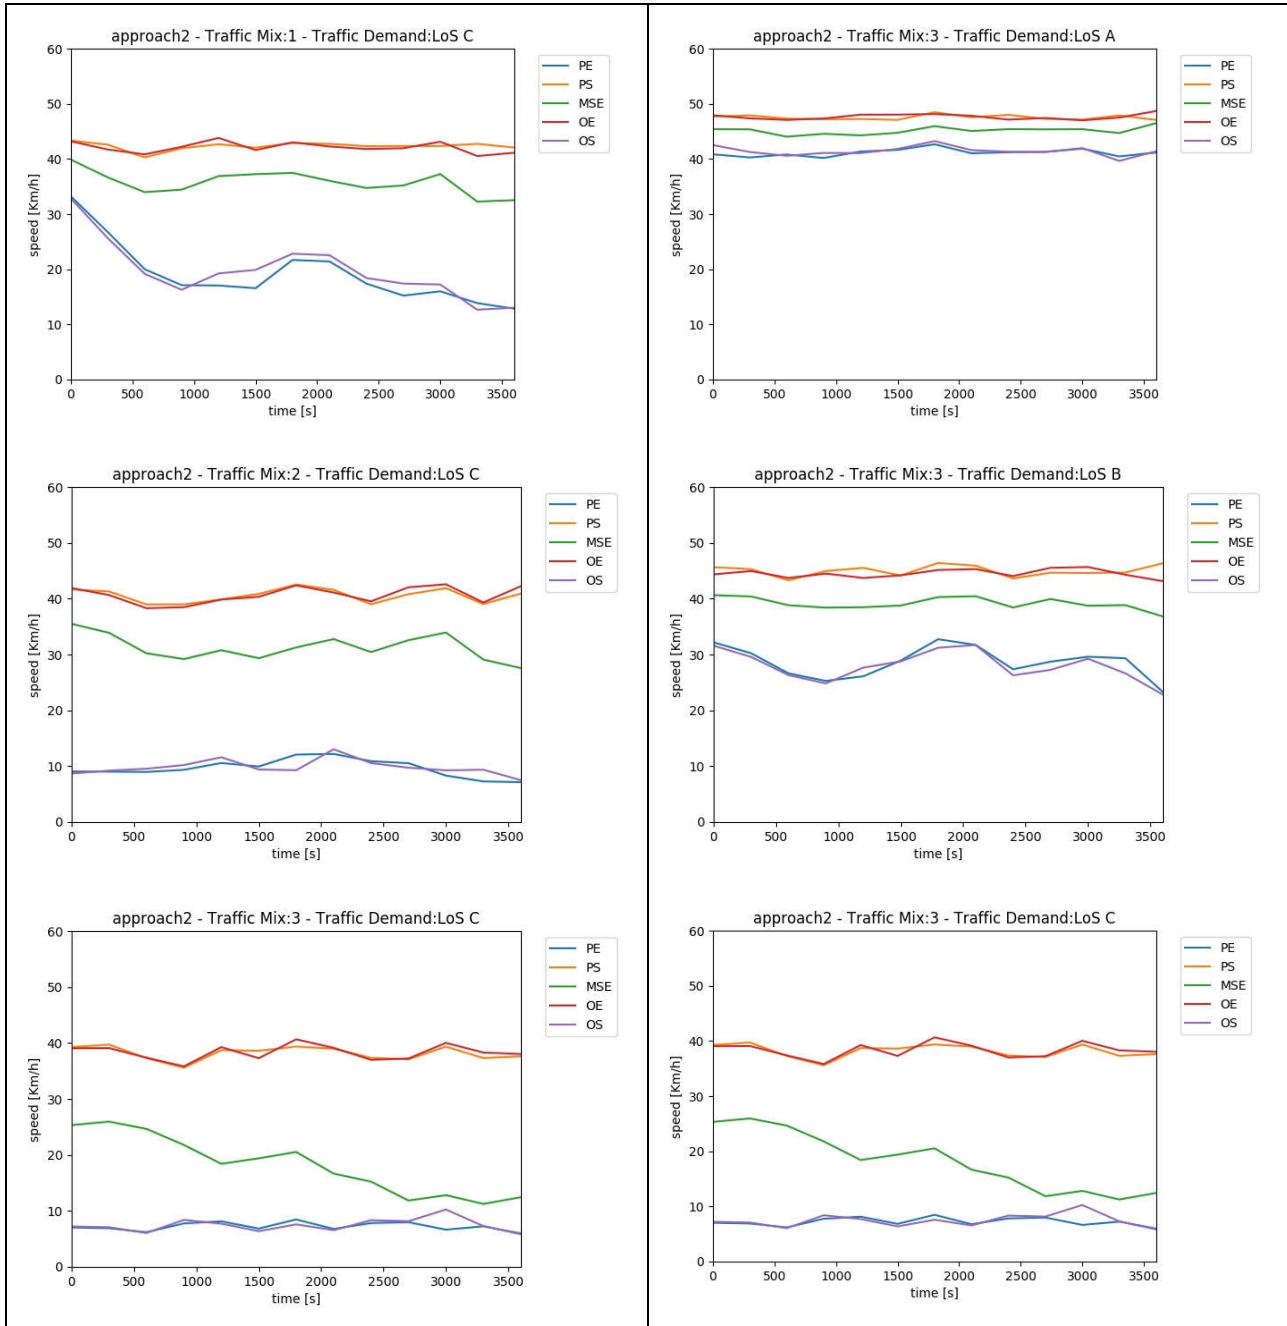 approach2 - Traffic Mix:1 - Traffic Demand:LoS C
60
50
40
30
20
10
0
speed [Km/h]
0 500 1000 1500 2000 2500 3000 3500
time [s]
PE
PS
MSE
OE
OS
approach2 - Traffic Mix:3 - Traffic Demand:LoS A
60
50
40
30
20
10
0
speed [Km/h]
0 500 1000 1500 2000 2500 3000 3500
time [s]
PE
PS
MSE
OE
OS
approach2 - Traffic Mix:2 - Traffic Demand:LoS C
60
50
40
30
20
10
0
speed [Km/h]
0 500 1000 1500 2000 2500 3000 3500
time [s]
PE
PS
MSE
OE
OS
approach2 - Traffic Mix:3 - Traffic Demand:LoS B
60
50
40
30
20
10
0
speed [Km/h]
0 500 1000 1500 2000 2500 3000 3500
time [s]
PE
PS
MSE
OE
OS
approach2 - Traffic Mix:3 - Traffic Demand:LoS C
60
50
40
30
20
10
0
speed [Km/h]
0 500 1000 1500 2000 2500 3000 3500
time [s]
PE
PS
MSE
OE
OS
approach2 - Traffic Mix:3 - Traffic Demand:LoS C
60
50
40
30
20
10
0
speed [Km/h]
0 500 1000 1500 2000 2500 3000 3500
time [s]
PE
PS
MSE
OE
OS